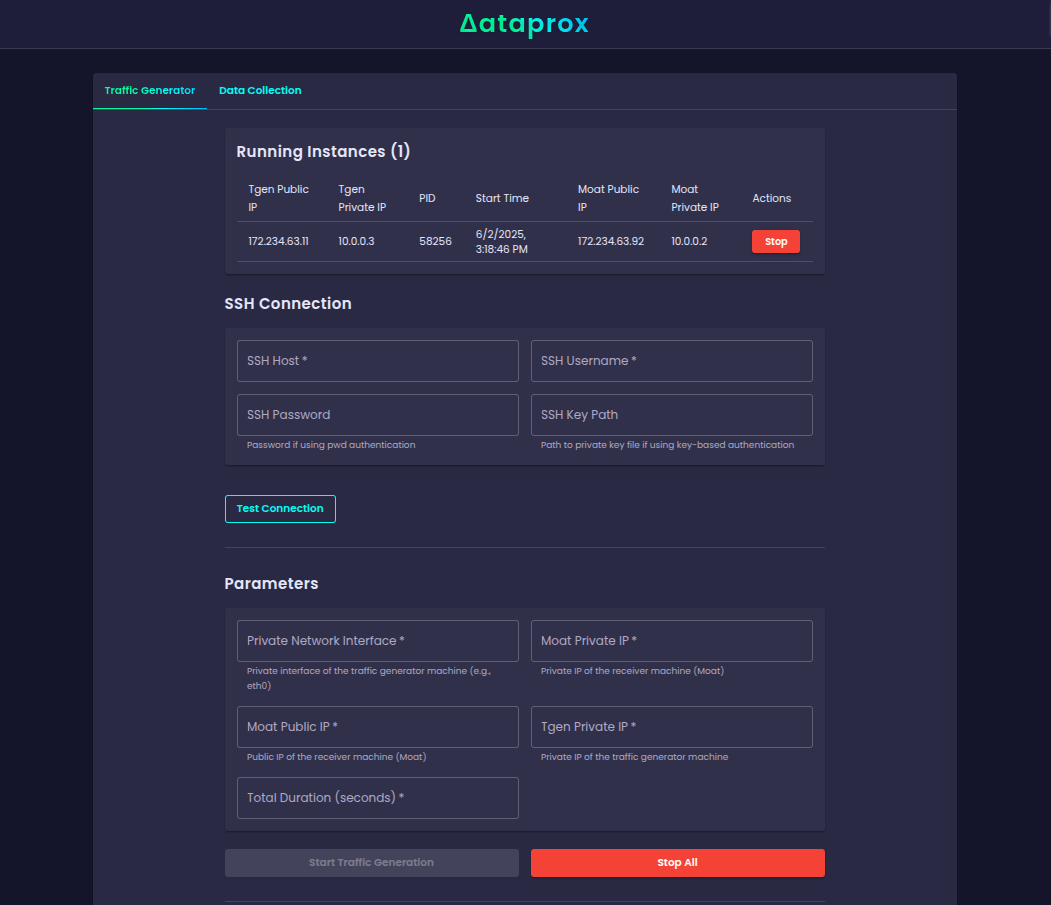 Δataprox
Traffic Generator
Data Collection
Running Instances (1)
Tgen Public
IP
Tgen
Private IP
PID
Start Time
Moat Public
IP
Moat
Private IP
Actions
172.234.63.11
10.0.0.3
58256
6/2/2025,
3:18:46 PM
172.234.63.92
10.0.0.2
Stop
SSH Connection
SSH Host *
SSH Username *
SSH Password
SSH Key Path
Password if using pwd authentication
Path to private key file if using key-based authentication
Test Connection
Parameters
Private Network Interface *
Moat Private IP *
Private interface of the traffic generator machine (e.g.,
eth0)
Private IP of the receiver machine (Moat)
Moat Public IP *
Tgen Private IP *
Public IP of the receiver machine (Moat)
Private IP of the traffic generator machine
Total Duration (seconds) *
Start Traffic Generation
Stop All